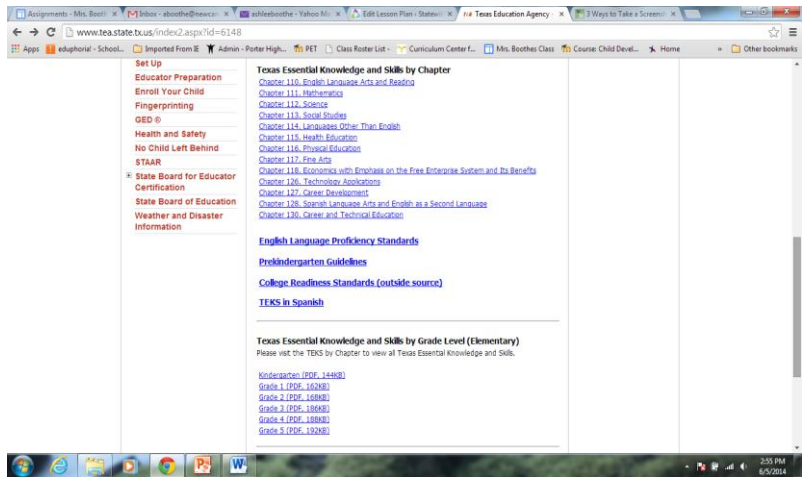 Assignments - Mrs. Booth
Inbox - aboothe@newcan
ashleeboothe - Yahoo Ma
Edit Lesson Plan - Statewi
Texas Education Agency -
3 Ways to Take a Screensh
www.tea.state.tx.us/index2.aspx?id=6148
Apps
eduphoria! - School...
Imported From IE
Admin - Porter High...
PET
Class Roster List -
Curriculum Center f...
Mrs. Boothes Class
Course: Child Devel...
Home
»
Other bookmarks
Set Up
Educator Preparation
Enroll Your Child
Fingerprinting
GED ®
Health and Safety
No Child Left Behind
STAAR
State Board for Educator
Certification
State Board of Education
Weather and Disaster
Information
Texas Essential Knowledge and Skills by Chapter
Chapter 110. English Language Arts and Reading
Chapter 111. Mathematics
Chapter 112. Science
Chapter 113. Social Studies
Chapter 114. Languages Other Than English
Chapter 115. Health Education
Chapter 116. Physical Education
Chapter 117. Fine Arts
Chapter 118. Economics with Emphasis on the Free Enterprise System and Its Benefits
Chapter 126. Technology Applications
Chapter 127. Career Development
Chapter 128. Spanish Language Arts and English as a Second Language
Chapter 130. Career and Technical Education
English Language Proficiency Standards
Prekindergarten Guidelines
College Readiness Standards (outside source)
TEKS in Spanish
Texas Essential Knowledge and Skills by Grade Level (Elementary)
Please visit the TEKS by Chapter to view all Texas Essential Knowledge and Skills.
Kindergarten (PDF, 144KB)
Grade 1 (PDF, 162KB)
Grade 2 (PDF, 168KB)
Grade 3 (PDF, 186KB)
Grade 4 (PDF, 188KB)
Grade 5 (PDF, 192KB)
2:55 PM
6/5/2014